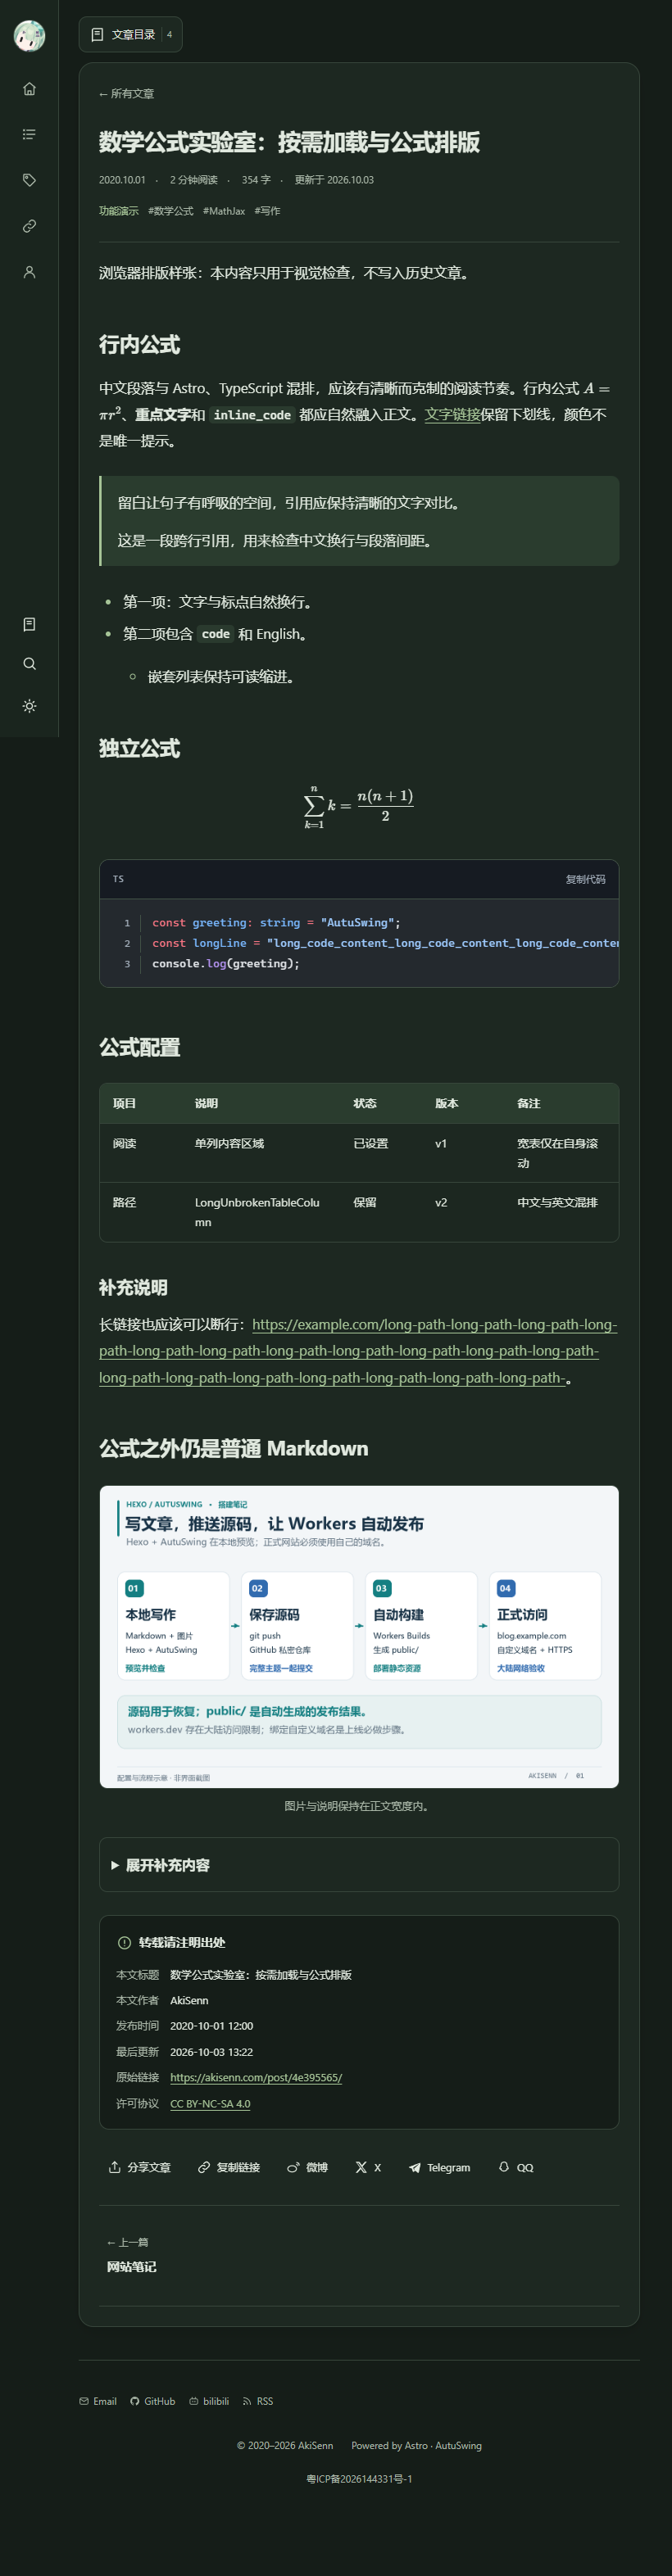 文章目录 4
← 所有文章
数学公式实验室：按需加载与公式排版
2020.10.01 · 2 分钟阅读 · 354 字 · 更新于 2026.10.03
功能演示 #数学公式 #MathJax #写作
浏览器排版样张：本内容只用于视觉检查，不写入历史文章。
行内公式
中文段落与 Astro、TypeScript 混排，应该有清晰而克制的阅读节奏。行内公式 A =
πr²、重点文字和 inline_code 都应自然融入正文。文字链接保留下划线，颜色不
是唯一提示。
留白让句子有呼吸的空间，引用应保持清晰的文字对比。
这是一段跨行引用，用来检查中文换行与段落间距。
第一项：文字与标点自然换行。
第二项包含 code 和 English。
嵌套列表保持可读缩进。
独立公式
n
∑ k = n(n + 1)
k=1 2
TS 复制代码
1 const greeting: string = "AutuSwing";
2 const longLine = "long_code_content_long_code_content_long_code_conten
3 console.log(greeting);
公式配置
项目 说明 状态 版本 备注
阅读 单列内容区域 已设置 v1 宽表仅在自身滚
动
路径 LongUnbrokenTableColu 保留 v2 中文与英文混排
mn
补充说明
长链接也应该可以断行：https://example.com/long-path-long-path-long-path-long-
path-long-path-long-path-long-path-long-path-long-path-long-path-long-path-
long-path-long-path-long-path-long-path-long-path-long-path-long-path-。
公式之外仍是普通 Markdown
HEXO / AUTUSWING • 搭建笔记
写文章，推送源码，让 Workers 自动发布
Hexo + AutuSwing 在本地预览；正式网站必须使用自己的域名。
01 02 03 04
本地写作 保存源码 自动构建 正式访问
Markdown + 图片 git push Workers Builds blog.example.com
Hexo + AutuSwing GitHub 私密仓库 生成 public/ 自定义域名 + HTTPS
预览并检查 完整主题一起提交 部署静态资源 大陆网络验收
源码用于恢复；public/ 是自动生成的发布结果。
workers.dev 存在大陆访问限制；绑定自定义域名是上线必做步骤。
配置与流程示意 · 非界面截图 AKISENN / 01
图片与说明保持在正文宽度内。
▶ 展开补充内容
转载请注明出处
本文标题 数学公式实验室：按需加载与公式排版
本文作者 AkiSenn
发布时间 2020-10-01 12:00
最后更新 2026-10-03 13:22
原始链接 https://akisenn.com/post/4e395565/
许可协议 CC BY-NC-SA 4.0
分享文章 复制链接 微博 X Telegram QQ
← 上一篇
网站笔记
Email GitHub bilibili RSS
© 2020–2026 AkiSenn Powered by Astro · AutuSwing
粤ICP备2026144331号-1